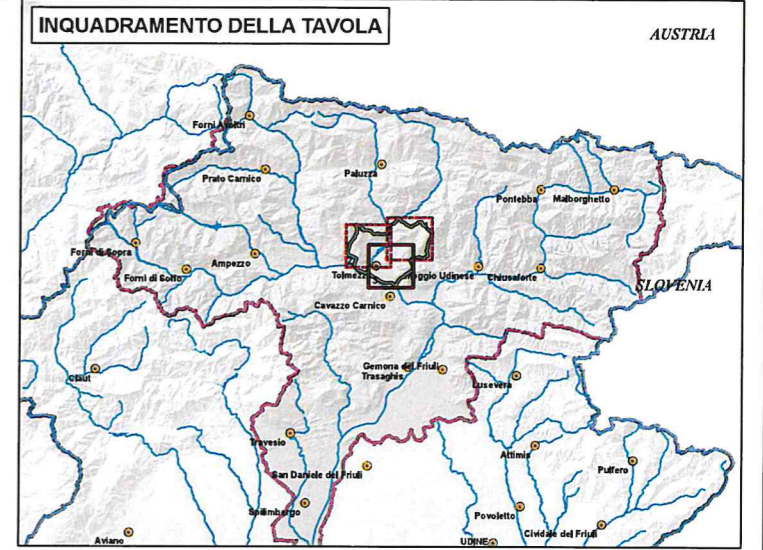 INQUADRAMENTO DELLA TAVOLA
AUSTRIA
Forni Avoltri
Prato Carnico
Paluzza
Pontebba
Malborghetto
Forni di Sopra
Forni di Sotto
Ampezzo
Moggio Udinese
Chiusaforte
SLOVENIA
Cavazzo Carnico
Claut
Gemona del Friuli
Trasaghis
Lusevera
Travesio
San Daniele del Friuli
Attimis
Pulfero
Spilimbergo
Povoletto
Aviano
UDINE
Cividale del Friuli